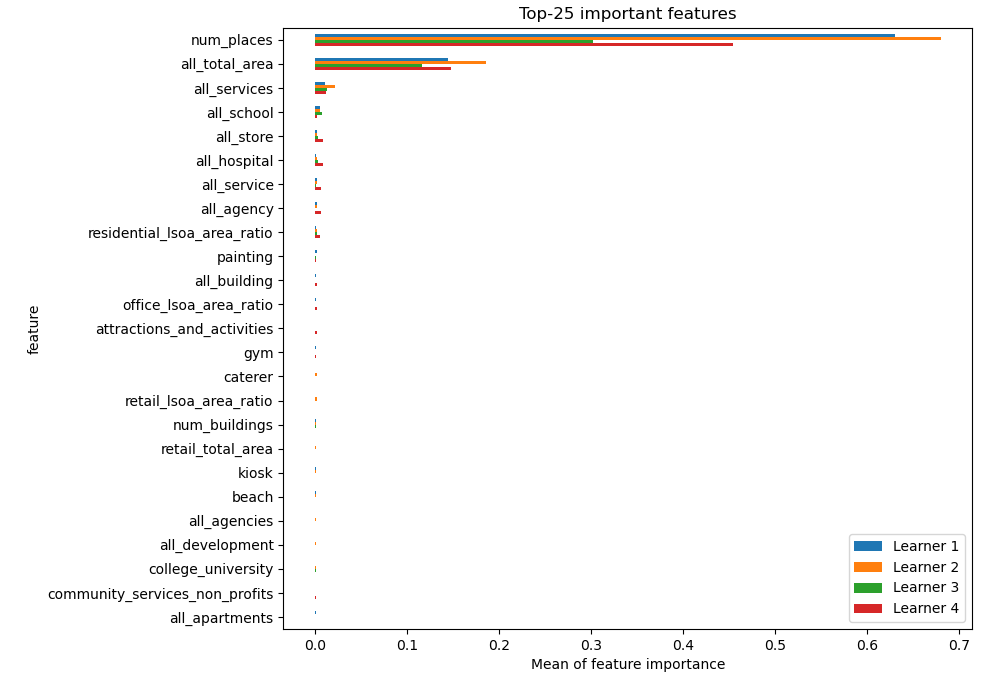 Top-25 important features
num_places
all_total_area
all_services
all_school
all_store
all_hospital
all_service
all_agency
residential_lsoa_area_ratio
painting
all_building
office_lsoa_area_ratio
attractions_and_activities
gym
caterer
retail_lsoa_area_ratio
num_buildings
retail_total_area
kiosk
beach
all_agencies
all_development
college_university
community_services_non_profits
all_apartments
feature
Learner 1
Learner 2
Learner 3
Learner 4
0.0 0.1 0.2 0.3 0.4 0.5 0.6 0.7
Mean of feature importance